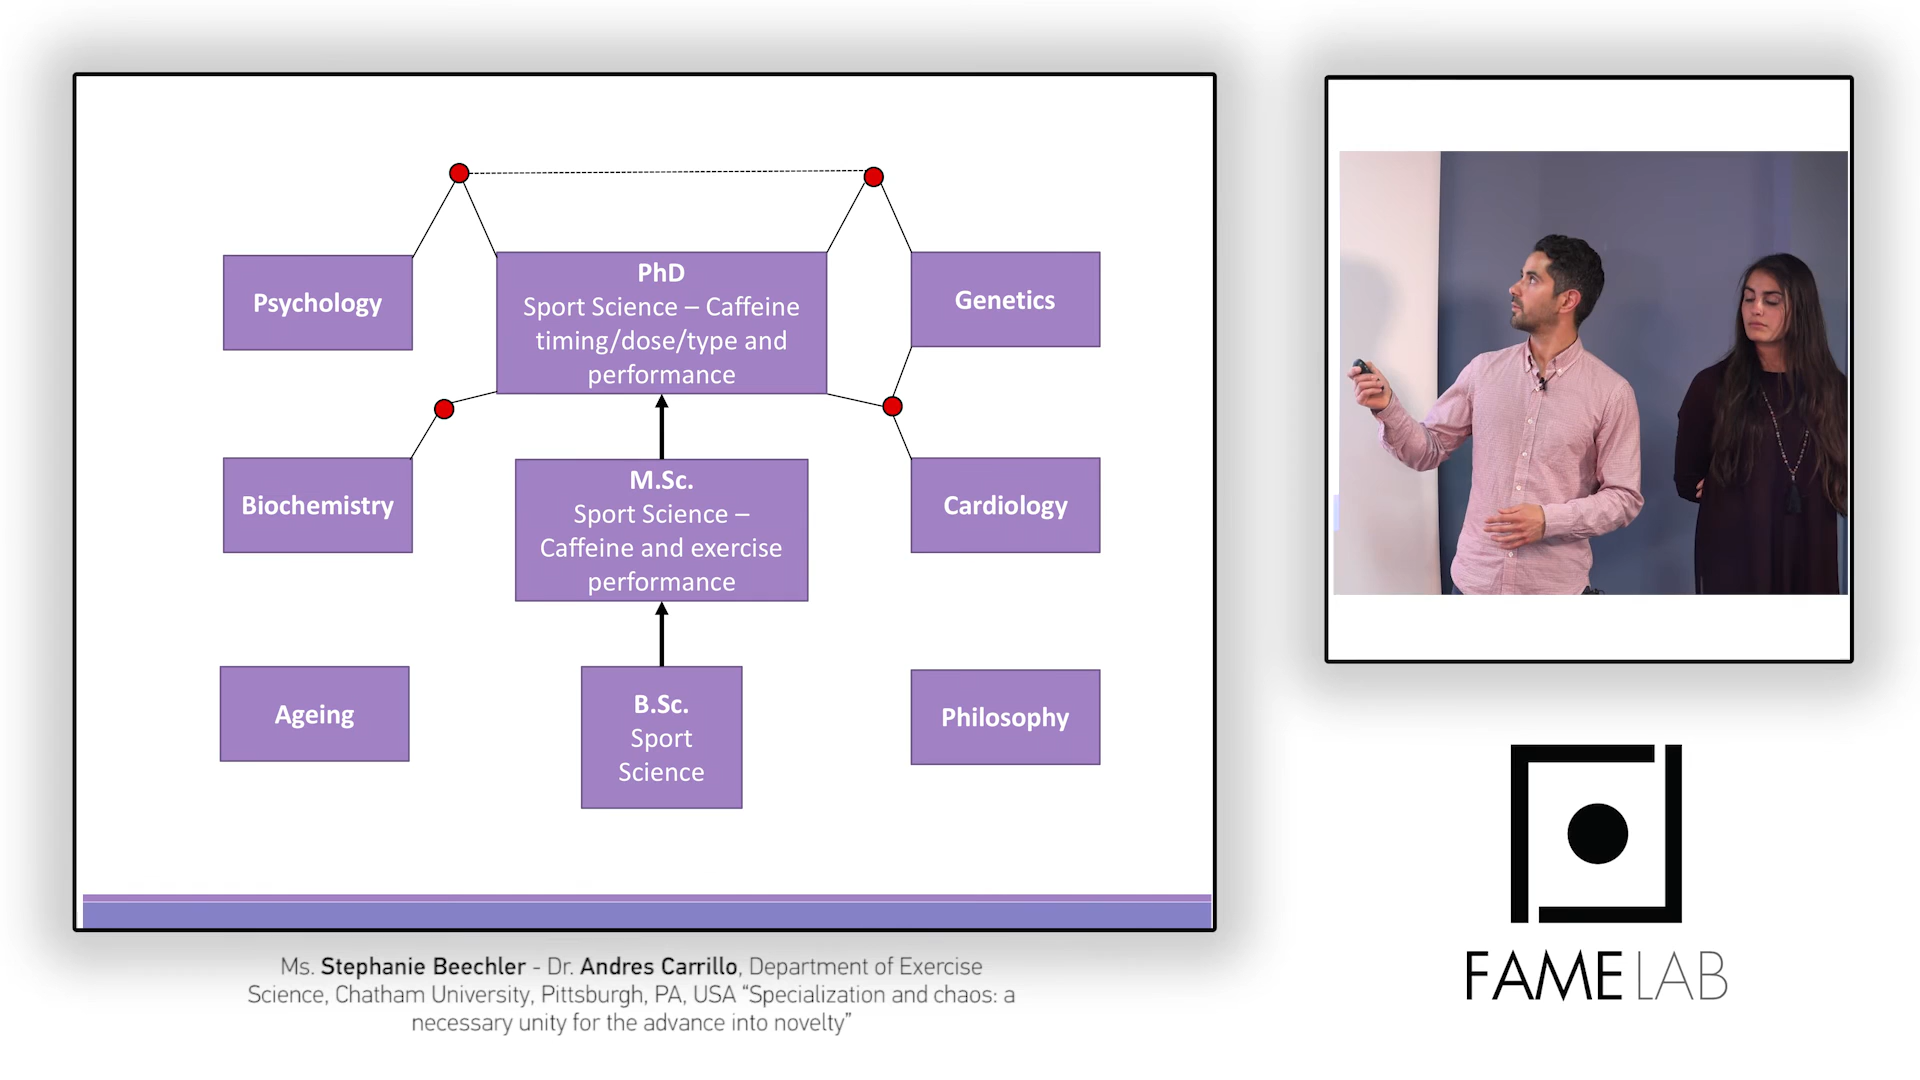 PhD
Sport Science – Caffeine
timing/dose/type and
performance
Psychology
Genetics
M.Sc.
Sport Science –
Caffeine and exercise
performance
Biochemistry
Cardiology
B.Sc.
Sport
Science
Ageing
Philosophy
Ms. Stephanie Beechler - Dr. Andres Carrillo, Department of Exercise
Science, Chatham University, Pittsburgh, PA, USA “Specialization and chaos: a
necessary unity for the advance into novelty”
FAME LAB